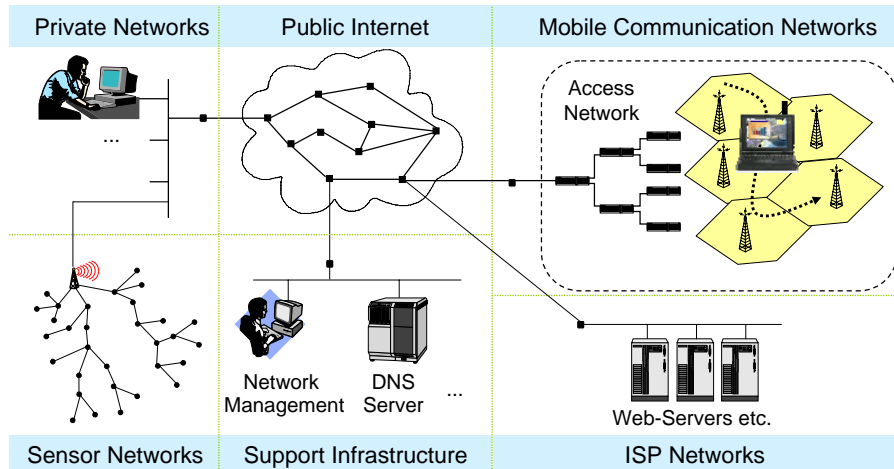 Private Networks
Public Internet
Mobile Communication Networks
Access
Network
...
Network
Management
DNS
Server
...
Web-Servers etc.
Sensor Networks
Support Infrastructure
ISP Networks